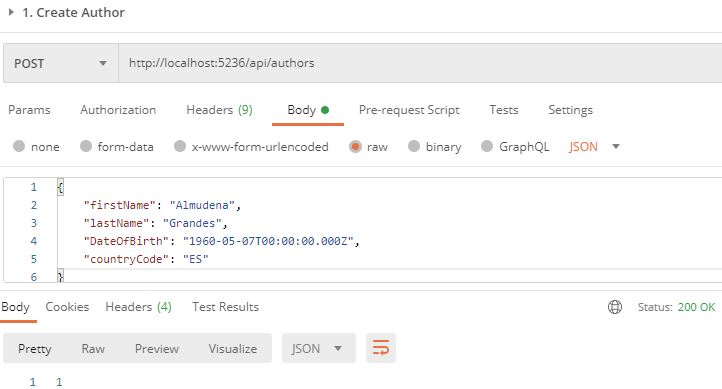 1. Create Author
POST http://localhost:5236/api/authors
Params Authorization Headers (9) Body Pre-request Script Tests Settings
none form-data x-www-form-urlencoded raw binary GraphQL JSON
1 {
2 "firstName": "Almudena",
3 "lastName": "Grandes",
4 "DateOfBirth": "1960-05-07T00:00:00.000Z",
5 "countryCode": "ES"
6 }
Body Cookies Headers (4) Test Results Status: 200 OK
Pretty Raw Preview Visualize JSON
1 1